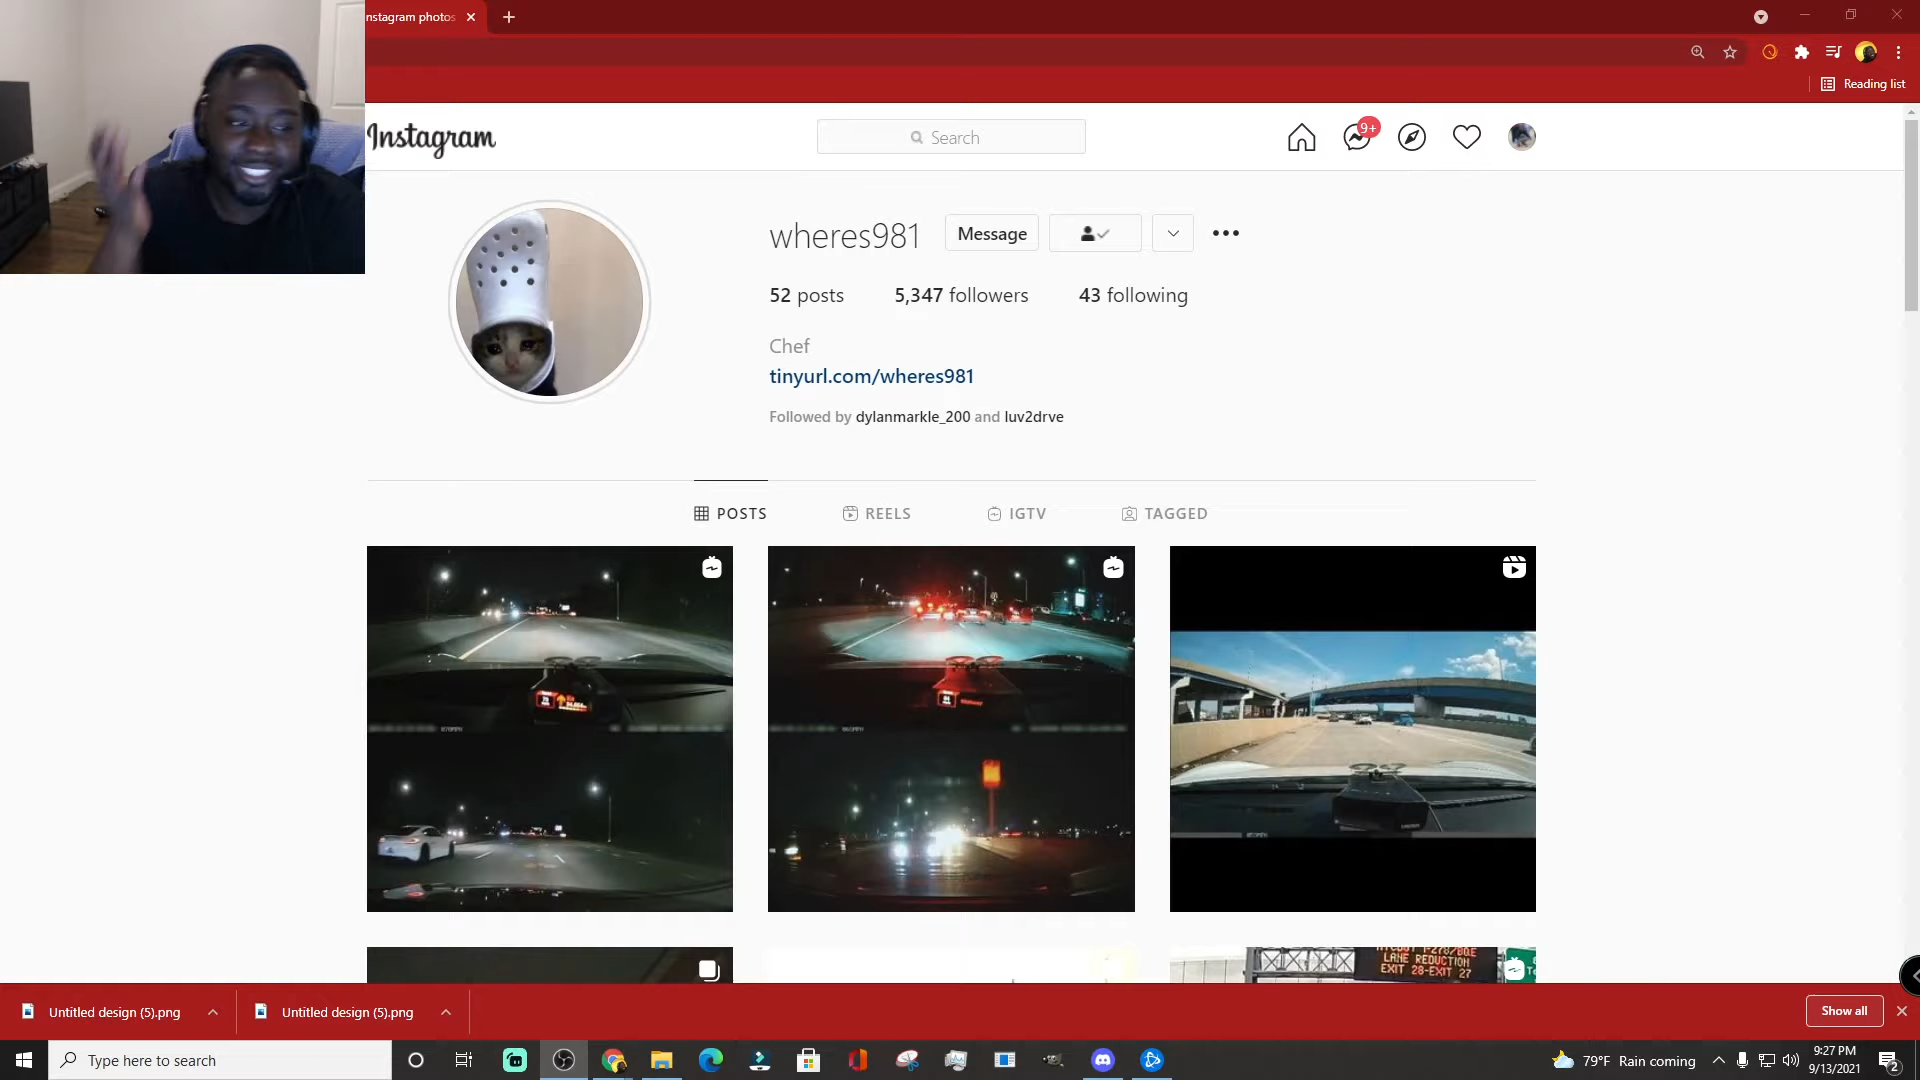 nstagram photos
Reading list
Instagram
Search
9+
wheres981
Message
52 posts
5,347 followers
43 following
Chef
tinyurl.com/wheres981
Followed by dylanmarkle_200 and luv2drve
POSTS
REELS
IGTV
TAGGED
LANE REDUCTION
EXIT 28-EXIT 27
Untitled design (5).png
Untitled design (5).png
Show all
Type here to search
79°F Rain coming
9:27 PM
9/13/2021
2